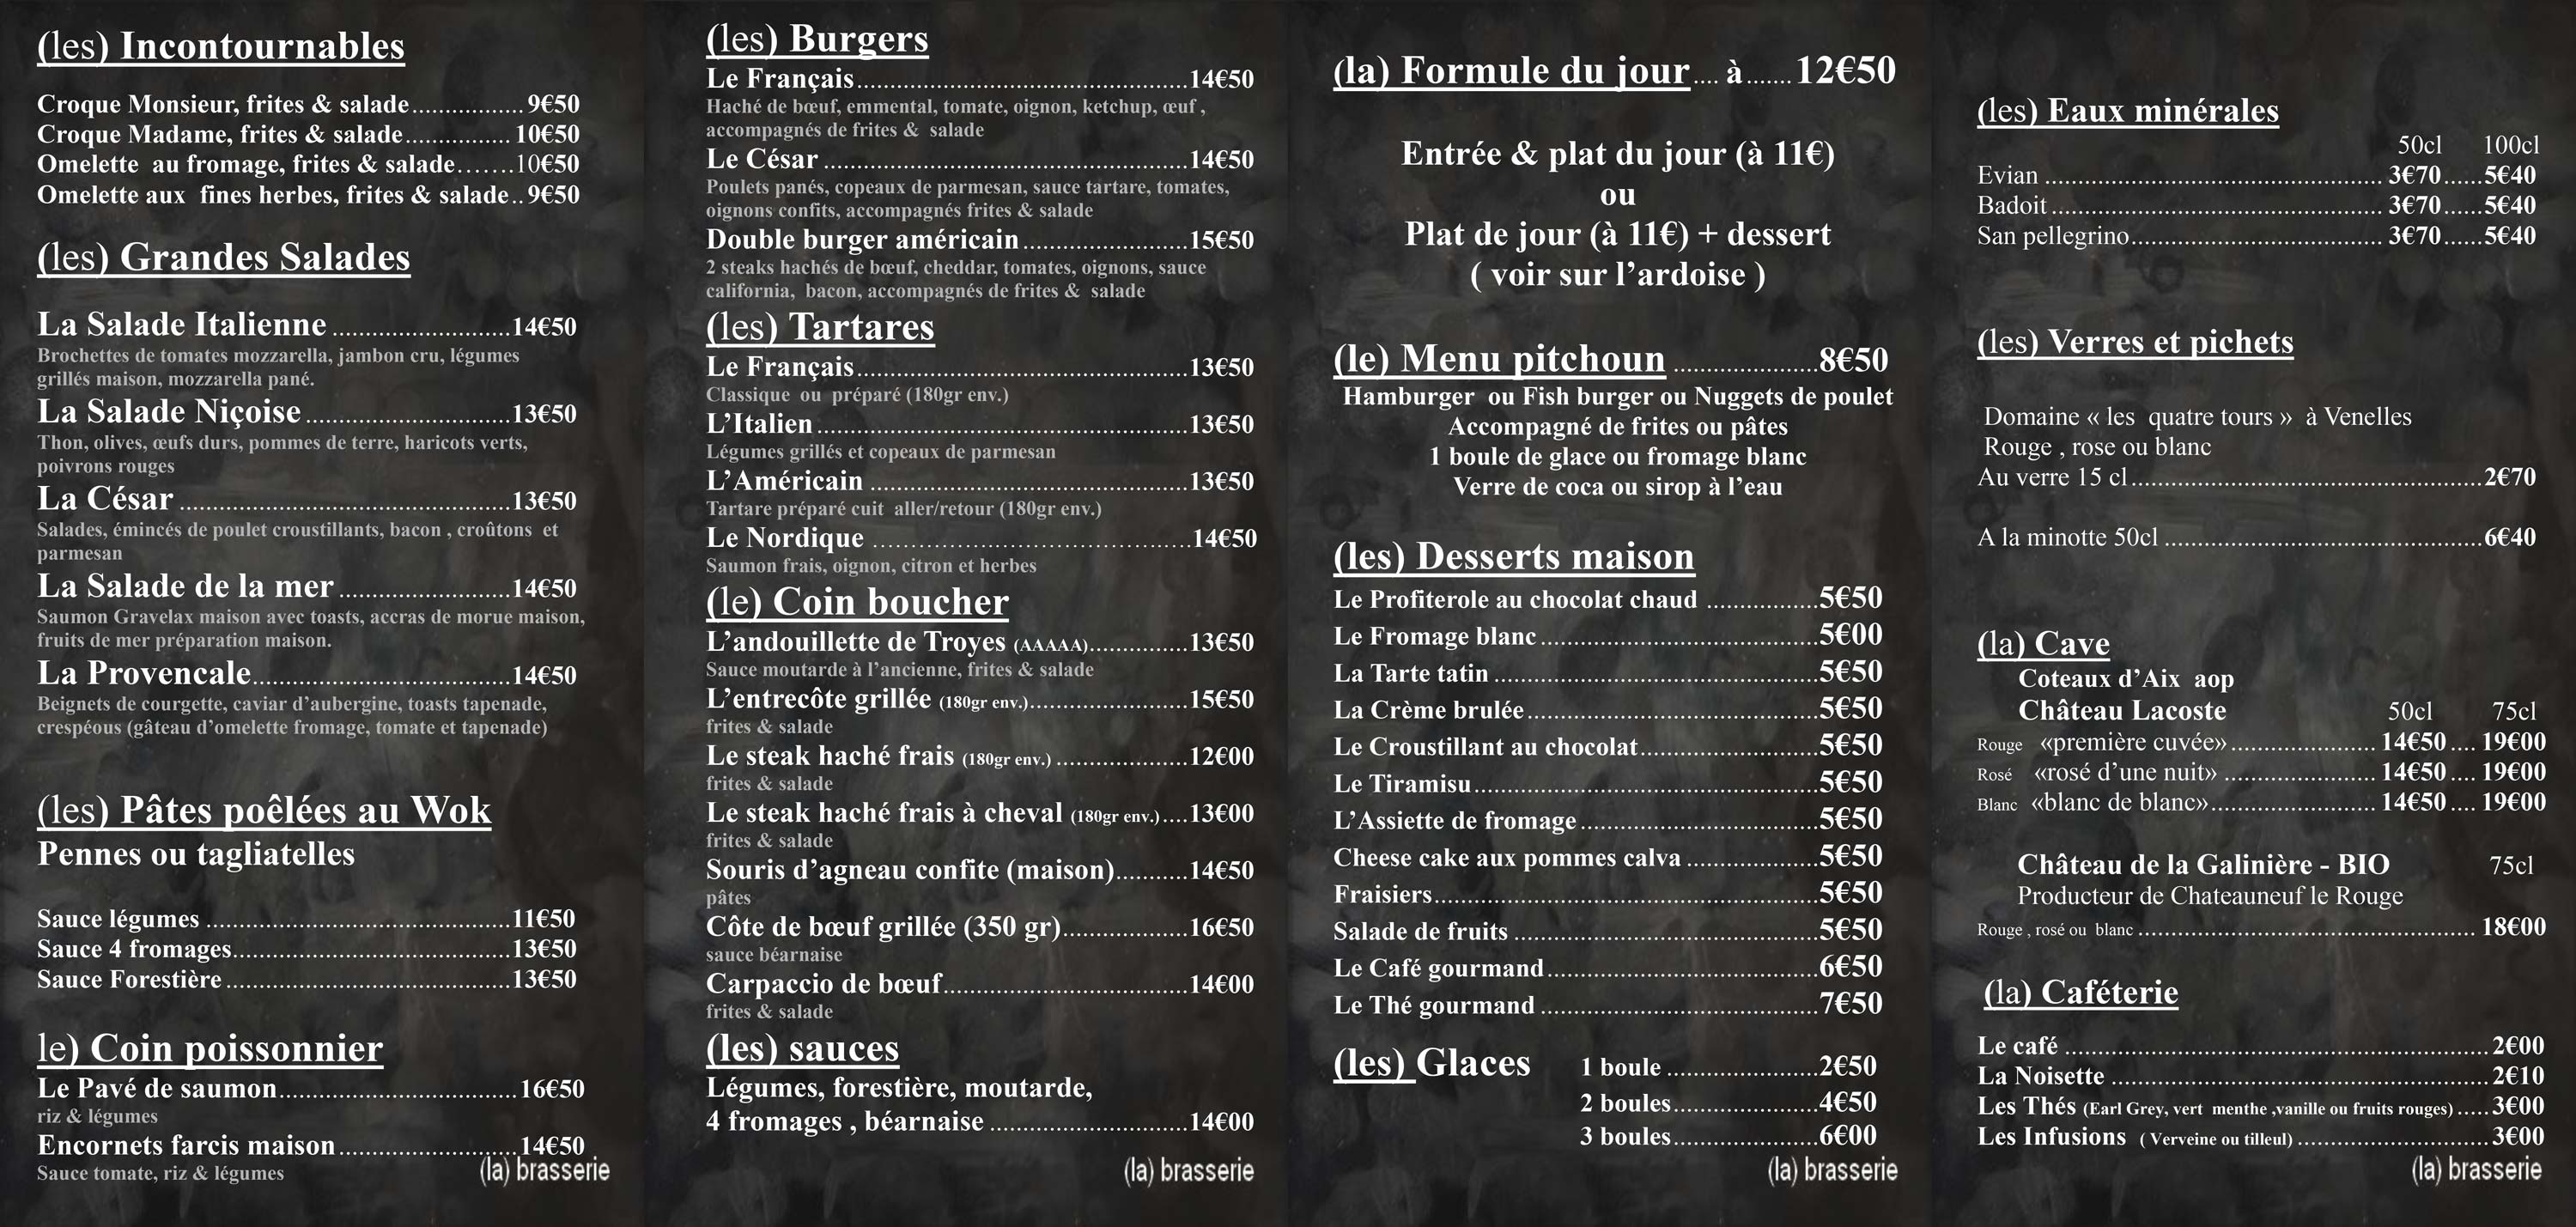 (les) Incontournables
Croque Monsieur, frites & salade................. 9€50
Croque Madame, frites & salade................ 10€50
Omelette  au fromage, frites & salade…….10€50
Omelette aux  fines herbes, frites & salade.. 9€50
(les) Grandes Salades
La Salade Italienne ...........................14€50
Brochettes de tomates mozzarella, jambon cru, légumes
grillés maison, mozzarella pané.
La Salade Niçoise ...............................13€50
Thon, olives, œufs durs, pommes de terre, haricots verts,
poivrons rouges
La César ..................................................13€50
Salades, émincés de poulet croustillants, bacon , croûtons  et
parmesan
La Salade de la mer ..........................14€50
Saumon Gravelax maison avec toasts, accras de morue maison,
fruits de mer préparation maison.
La Provencale.......................................14€50
Beignets de courgette, caviar d’aubergine, toasts tapenade,
crespéous (gâteau d’omelette fromage, tomate et tapenade)
(les) Pâtes poêlées au Wok
Pennes ou tagliatelles
Sauce légumes ..............................................11€50
Sauce 4 fromages..........................................13€50
Sauce Forestière ...........................................13€50
le) Coin poissonnier
Le Pavé de saumon.................................... 16€50
riz & légumes
Encornets farcis maison ...........................14€50
Sauce tomate, riz & légumes
(la) brasserie
(les) Burgers
Le Français..................................................14€50
Haché de bœuf, emmental, tomate, oignon, ketchup, œuf ,
accompagnés de frites &  salade
Le César .......................................................14€50
Poulets panés, copeaux de parmesan, sauce tartare, tomates,
oignons confits, accompagnés frites & salade
Double burger américain.........................15€50
2 steaks hachés de bœuf, cheddar, tomates, oignons, sauce
california,  bacon, accompagnés de frites &  salade
(les) Tartares
Le Français..................................................13€50
Classique  ou  préparé (180gr env.)
L’Italien........................................................13€50
Légumes grillés et copeaux de parmesan
L’Américain ................................................13€50
Tartare préparé cuit  aller/retour (180gr env.)
Le Nordique …………………………………14€50
Saumon frais, oignon, citron et herbes
(le) Coin boucher
L’andouillette de Troyes (AAAAA)...............13€50
Sauce moutarde à l’ancienne, frites & salade
L’entrecôte grillée (180gr env.)........................15€50
frites & salade
Le steak haché frais (180gr env.) ....................12€00
frites & salade
Le steak haché frais à cheval (180gr env.)....13€00
frites & salade
Souris d’agneau confite (maison)...........14€50
pâtes
Côte de bœuf grillée (350 gr)...................16€50
sauce béarnaise
Carpaccio de bœuf.....................................14€00
frites & salade
(les) sauces
Légumes, forestière, moutarde,
4 fromages , béarnaise ..............................14€00
(la) brasserie
(la) Formule du jour.... à.......12€50
Entrée & plat du jour (à 11€)
ou
Plat de jour (à 11€) + dessert
( voir sur l’ardoise )
(le) Menu pitchoun ......................8€50
Hamburger  ou Fish burger ou Nuggets de poulet
Accompagné de frites ou pâtes
1 boule de glace ou fromage blanc
Verre de coca ou sirop à l’eau
(les) Desserts maison
Le Profiterole au chocolat chaud .................5€50
Le Fromage blanc..........................................5€00
La Tarte tatin .................................................5€50
La Crème brulée............................................5€50
Le Croustillant au chocolat...........................5€50
Le Tiramisu....................................................5€50
L’Assiette de fromage....................................5€50
Cheese cake aux pommes calva ....................5€50
Fraisiers..........................................................5€50
Salade de fruits ..............................................5€50
Le Café gourmand.........................................6€50
Le Thé gourmand ..........................................7€50
(les) Glaces
1 boule .......................2€50
2 boules......................4€50
3 boules......................6€00
(la) brasserie
(les) Eaux minérales
50cl 100cl
Evian ................................................... 3€70......5€40
Badoit .................................................. 3€70......5€40
San pellegrino...................................... 3€70......5€40
(les) Verres et pichets
Domaine « les  quatre tours »  à Venelles
Rouge , rose ou blanc
Au verre 15 cl.....................................................2€70
A la minotte 50cl ................................................6€40
(la) Cave
Coteaux d’Aix  aop
Château Lacoste 50cl 75cl
Rouge «première cuvée»...................... 14€50.... 19€00
Rosé «rosé d’une nuit» ....................... 14€50.... 19€00
Blanc «blanc de blanc»......................... 14€50.... 19€00
Château de la Galinière - BIO 75cl
Producteur de Chateauneuf le Rouge
Rouge , rosé ou  blanc ................................................... 18€00
(la) Caféterie
Le café ................................................................ 2€00
La Noisette ......................................................... 2€10
Les Thés (Earl Grey, vert  menthe ,vanille ou fruits rouges) ..... 3€00
Les Infusions  ( Verveine ou tilleul) ............................. 3€00
(la) brasserie